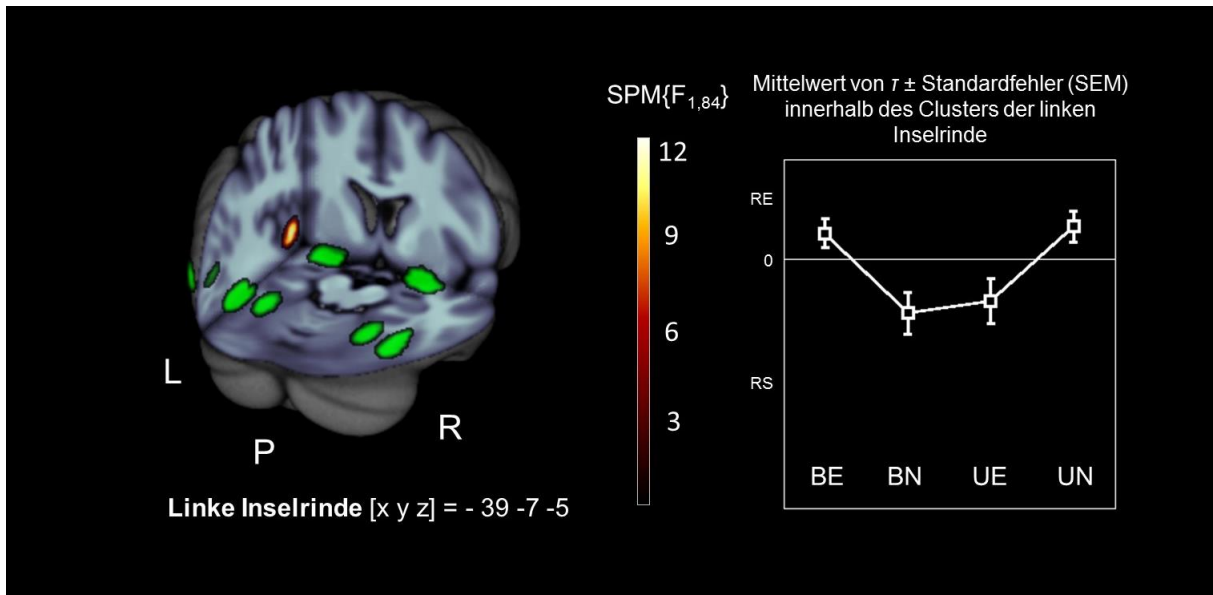 L
P
R
Linke Inselrinde [x y z] = - 39 -7 -5
SPM{F1,84}
12
9
6
3
Mittelwert von τ ± Standardfehler (SEM)
innerhalb des Clusters der linken
Inselrinde
RE
0
RS
BE BN UE UN